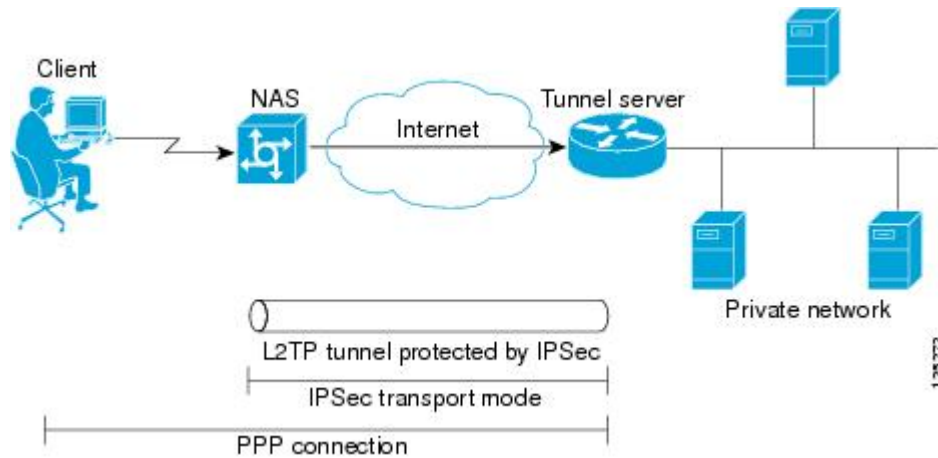 Client
NAS
Internet
Tunnel server
Private network
L2TP tunnel protected by IPSec
IPSec transport mode
PPP connection